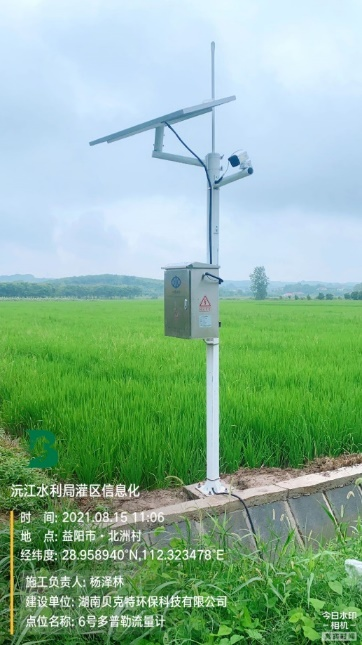 沅江水利局灌区信息化
时 间: 2021.08.15 11:06
地 点: 益阳市·北洲村
经纬度: 28.958940°N,112.323478°E
施工负责人: 杨泽林
建设单位: 湖南贝克特环保科技有限公司
点位名称: 6号多普勒流量计
今日水印
相机